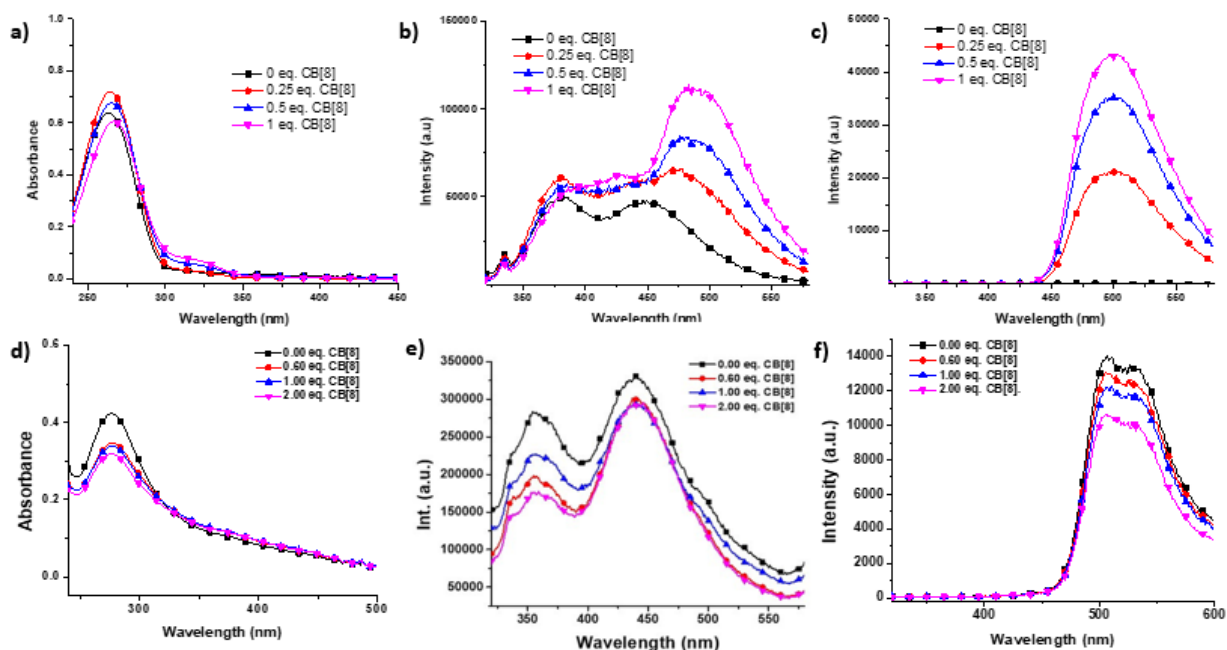 a)
1.0
0.8
0.6
0.4
0.2
0.0
Absorbance
0 eq. CB[8]
0.25 eq. CB[8]
0.5 eq. CB[8]
1 eq. CB[8]
250 300 350 400 450
Wavelength (nm)
b)
150000
100000
50000
Intensity (a.u)
0 eq. CB[8]
0.25 eq. CB[8]
0.5 eq. CB[8]
1 eq. CB[8]
350 400 450 500 550
Wavelength (nm)
c)
50000
40000
30000
20000
10000
Intensity (a.u)
0 eq. CB[8]
0.25 eq. CB[8]
0.5 eq. CB[8]
1 eq. CB[8]
350 400 450 500 550
Wavelength (nm)
d)
0.6
0.4
0.2
0.0
Absorbance
0.00 eq. CB[8]
0.60 eq. CB[8]
1.00 eq. CB[8]
2.00 eq. CB[8]
300 400 500
Wavelength (nm)
e)
350000
300000
250000
200000
150000
100000
50000
Int. (a.u.)
0.00 eq. CB[8]
0.60 eq. CB[8]
1.00 eq. CB[8]
2.00 eq. CB[8]
350 400 450 500 550
Wavelength (nm)
f)
14000
12000
10000
8000
6000
4000
2000
0
Intensity (a.u.)
0.00 eq. CB[8]
0.60 eq. CB[8]
1.00 eq. CB[8]
2.00 eq. CB[8].
400 500 600
Wavelength (nm)